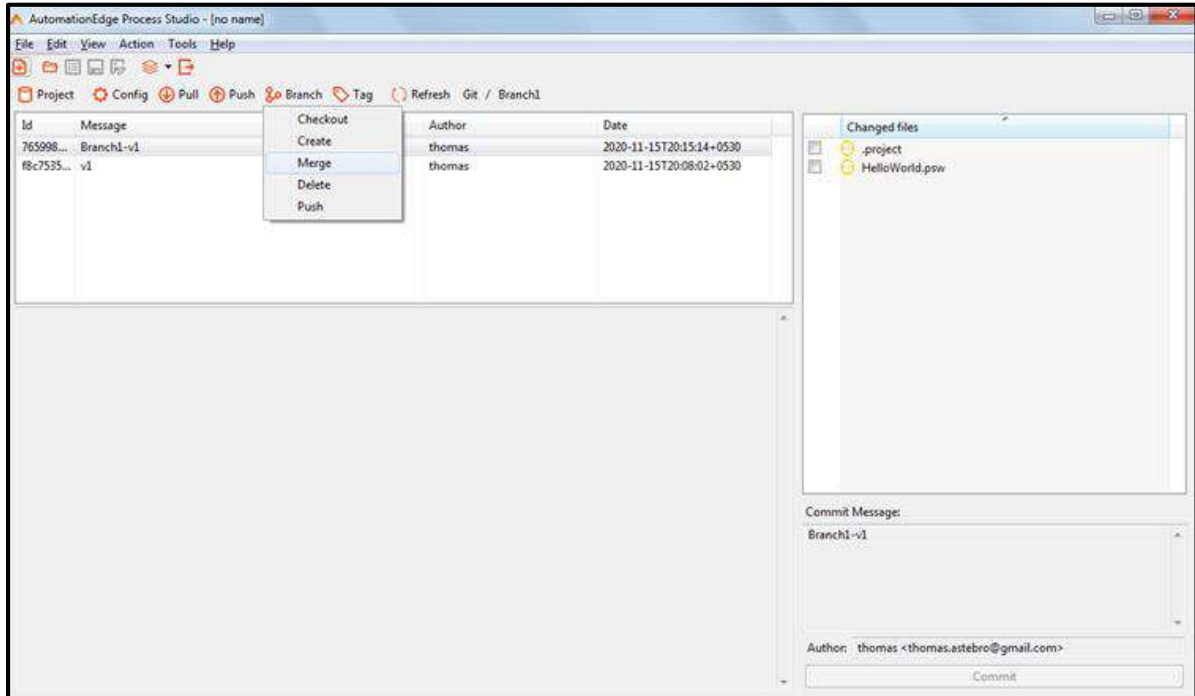 AutomationEdge Process Studio - [no name]
File Edit View Action Tools Help
Project Config Pull Push Branch Tag Refresh Git / Branch1
Checkout
Create
Merge
Delete
Push
Id Message Author Date
765998... Branch1-v1 thomas 2020-11-15T20:15:14+0530
f8c7535... v1 thomas 2020-11-15T20:08:02+0530
Changed files
.project
HelloWorld.psw
Commit Message:
Branch1-v1
Author: thomas <thomas.astebro@gmail.com>
Commit